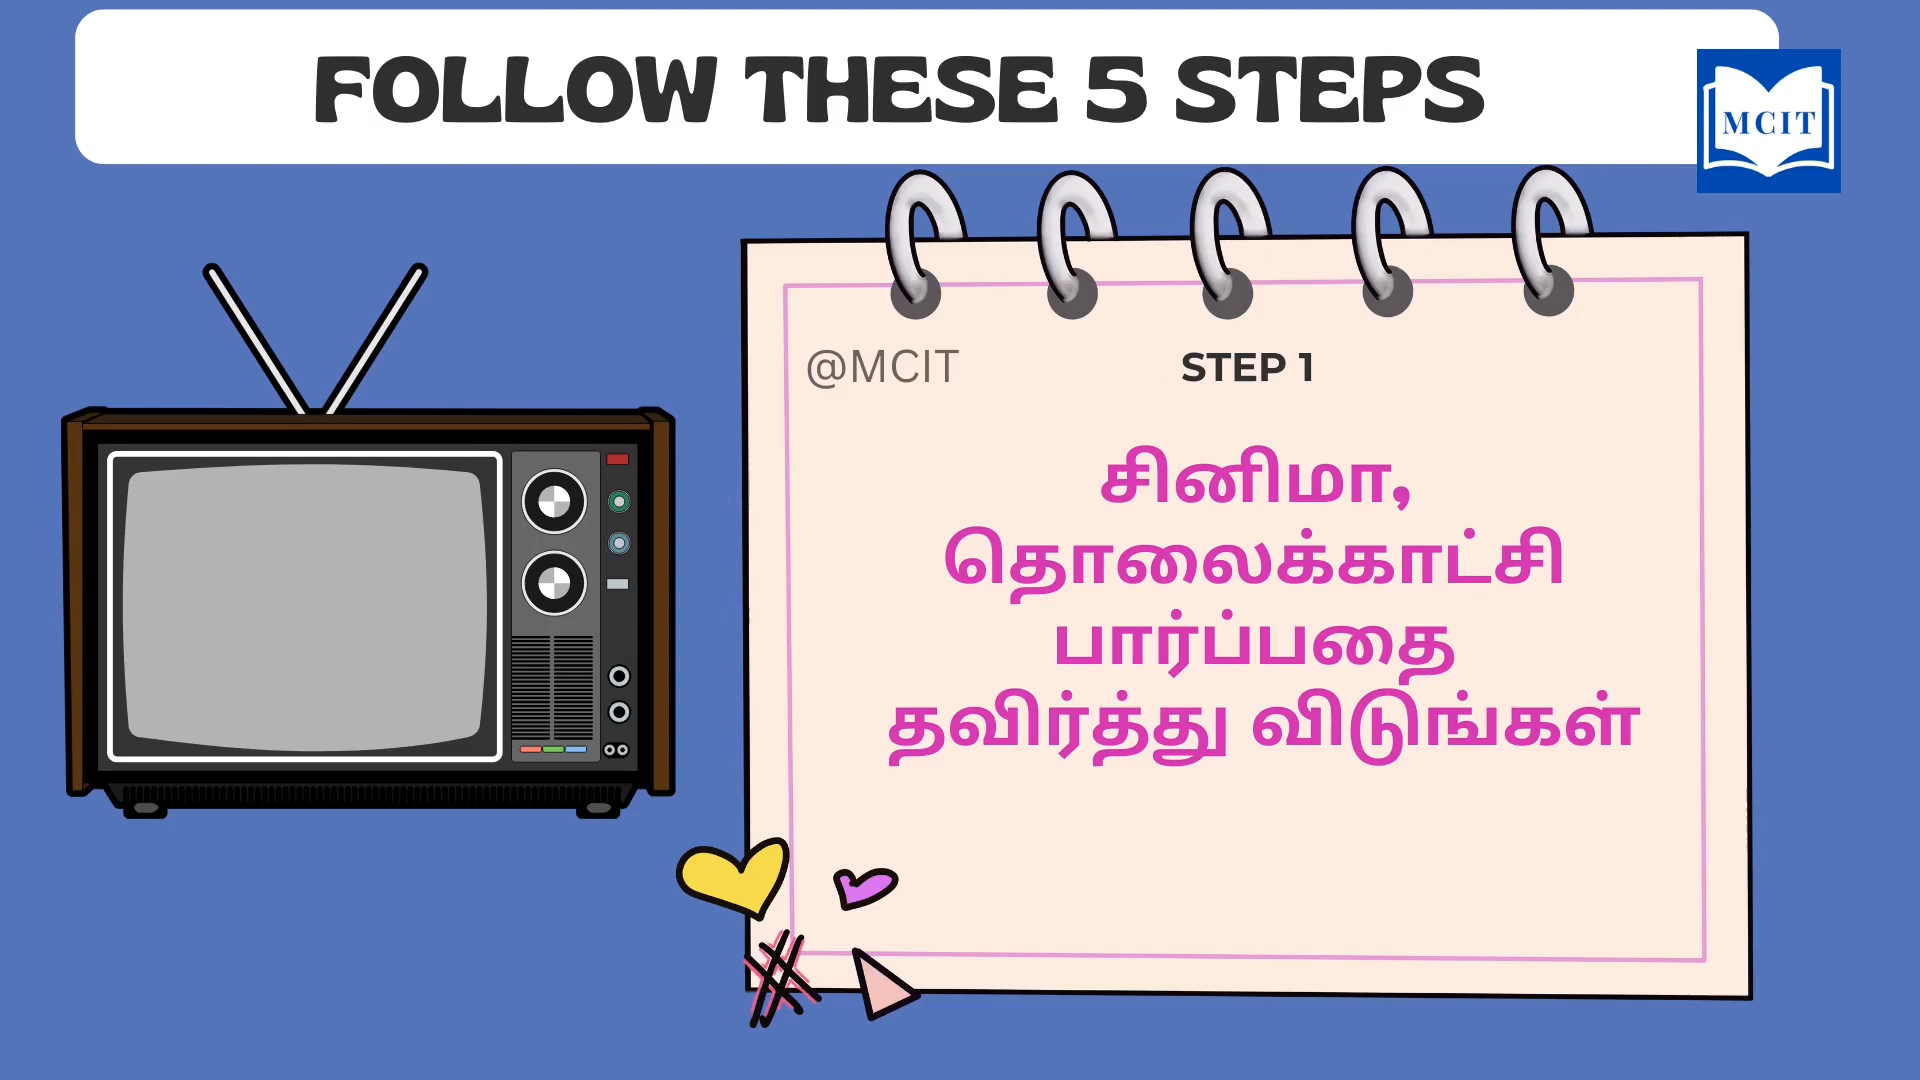 FOLLOW THESE 5 STEPS
MCIT
@MCIT
STEP 1
சினிமா,
தொலைக்காட்சி
பார்ப்பதை
தவிர்த்து விடுங்கள்